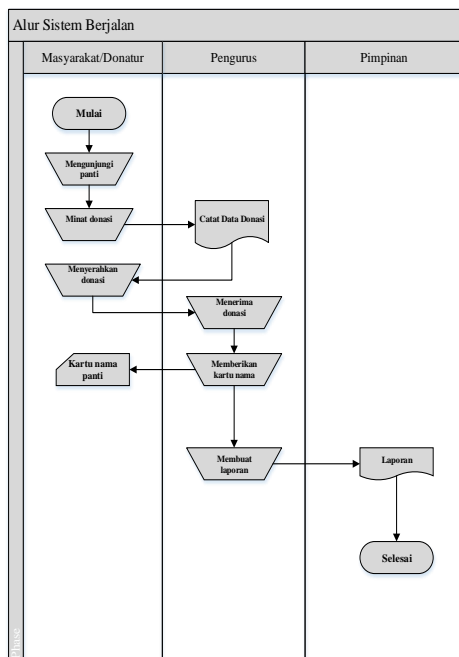 Alur Sistem Berjalan
Masyarakat/Donatur
Pengurus
Pimpinan
Mulai
Mengunjungi
panti
Minat donasi
Catat Data Donasi
Menyerahkan
donasi
Menerima
donasi
Kartu nama
panti
Memberikan
kartu nama
Membuat
laporan
Laporan
Selesai
Phase